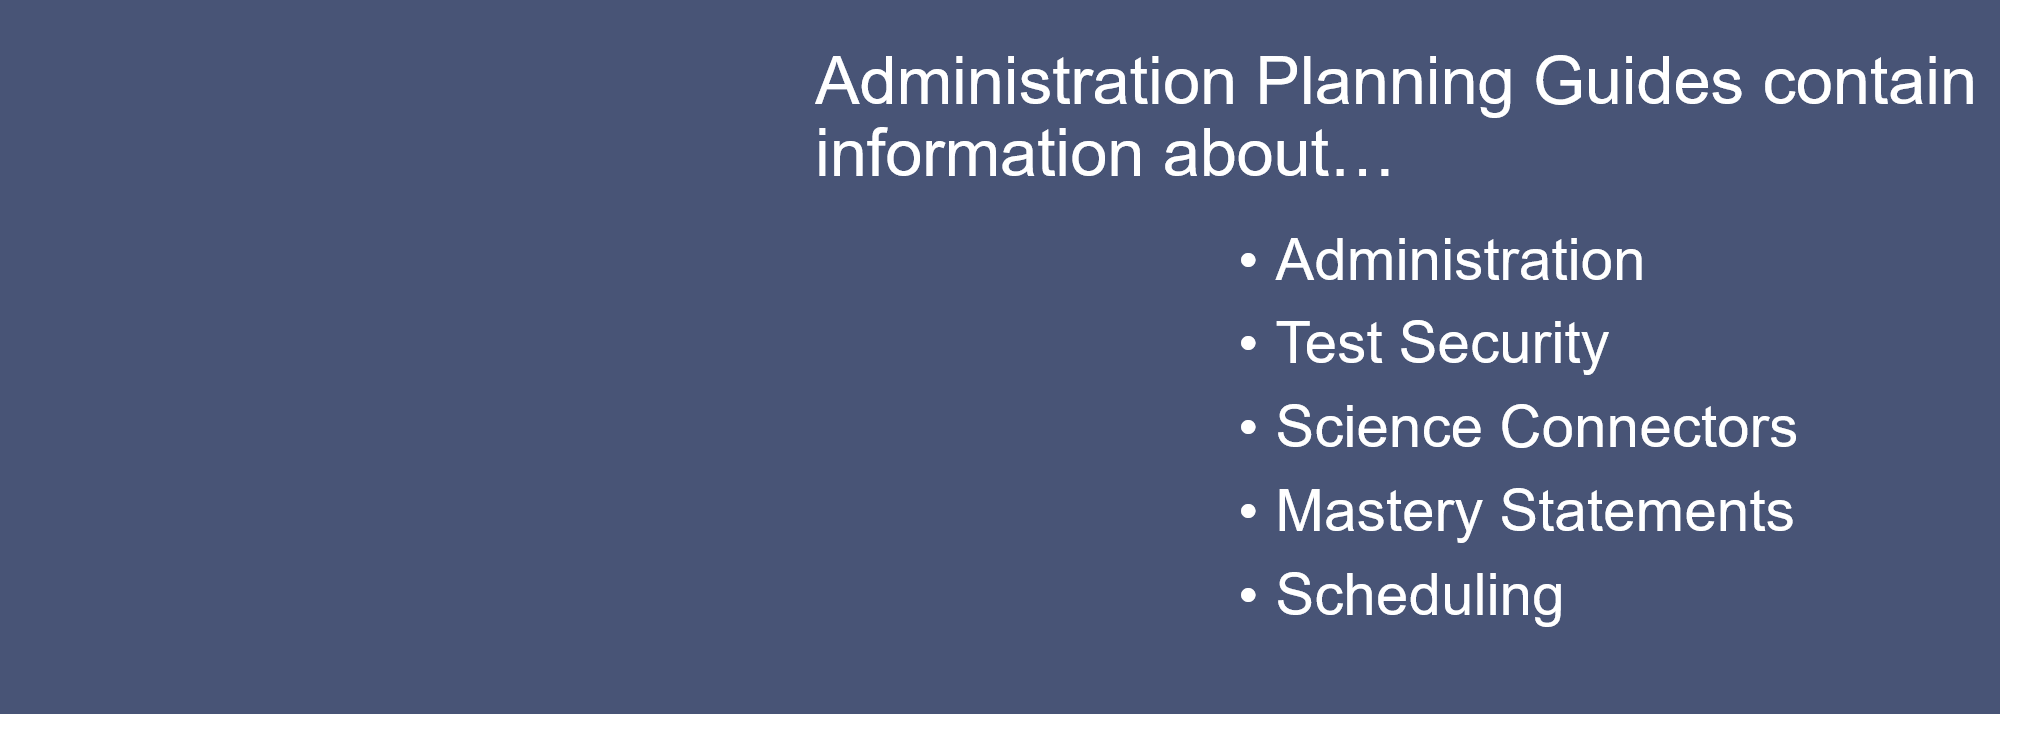 Administration Planning Guides contain
information about…
• Administration
• Test Security
• Science Connectors
• Mastery Statements
• Scheduling